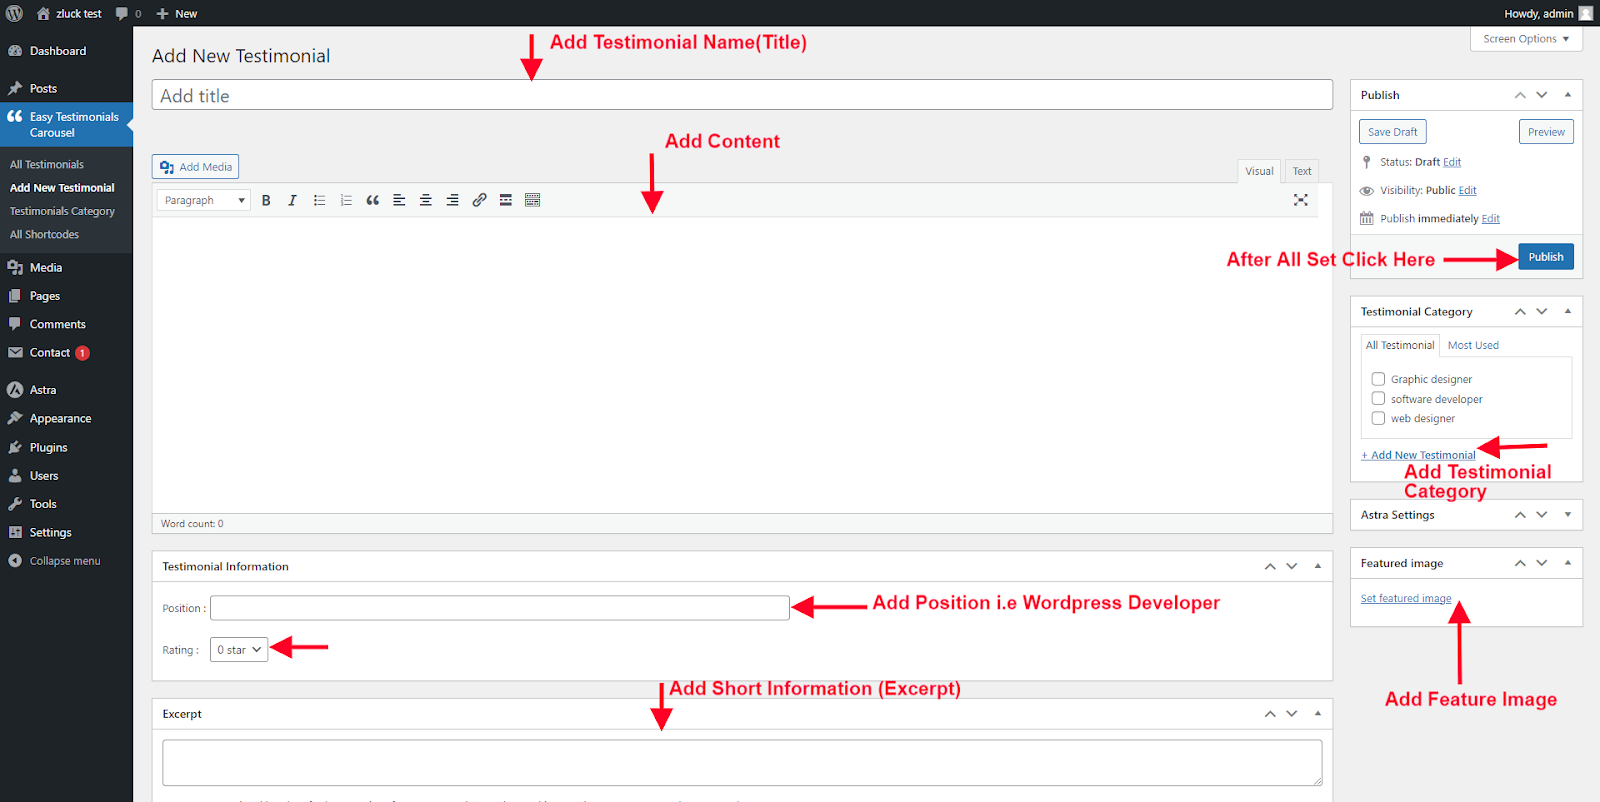 zluck test
0
New
Howdy, admin
Dashboard
Posts
Easy Testimonials
Carousel
All Testimonials
Add New Testimonial
Testimonials Category
All Shortcodes
Media
Pages
Comments
Contact 1
Astra
Appearance
Plugins
Users
Tools
Settings
Collapse menu
Screen Options
Add New Testimonial
Add Testimonial Name(Title)
Add title
Add Content
Add Media
Visual Text
Paragraph
Word count: 0
Testimonial Information
Position :
Add Position i.e Wordpress Developer
Rating : 0 star
Add Short Information (Excerpt)
Excerpt
Publish
Save Draft Preview
Status: Draft Edit
Visibility: Public Edit
Publish immediately Edit
After All Set Click Here
Publish
Testimonial Category
All Testimonial Most Used
Graphic designer
software developer
web designer
+ Add New Testimonial
Add Testimonial
Category
Astra Settings
Featured image
Set featured image
Add Feature Image